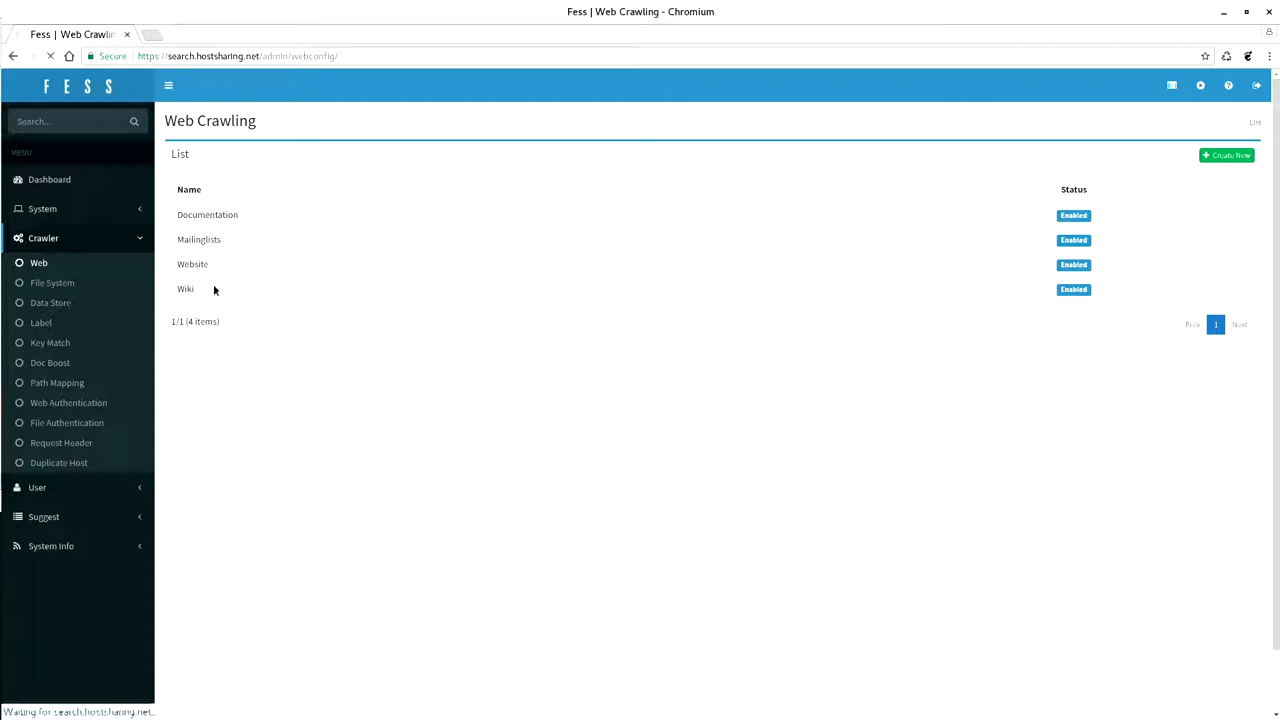 Fess | Web Crawling - Chromium
Fess | Web Crawlin
Secure https://search.hostsharing.net/admin/webconfig/
FESS
Search...
MENU
Dashboard
System
Crawler
Web
File System
Data Store
Label
Key Match
Doc Boost
Path Mapping
Web Authentication
File Authentication
Request Header
Duplicate Host
User
Suggest
System Info
Web Crawling
List
List
Create New
Name Status
Documentation Enabled
Mailinglists Enabled
Website Enabled
Wiki Enabled
1/1 (4 items)
Prev 1 Next
Waiting for search.hostsharing.net...